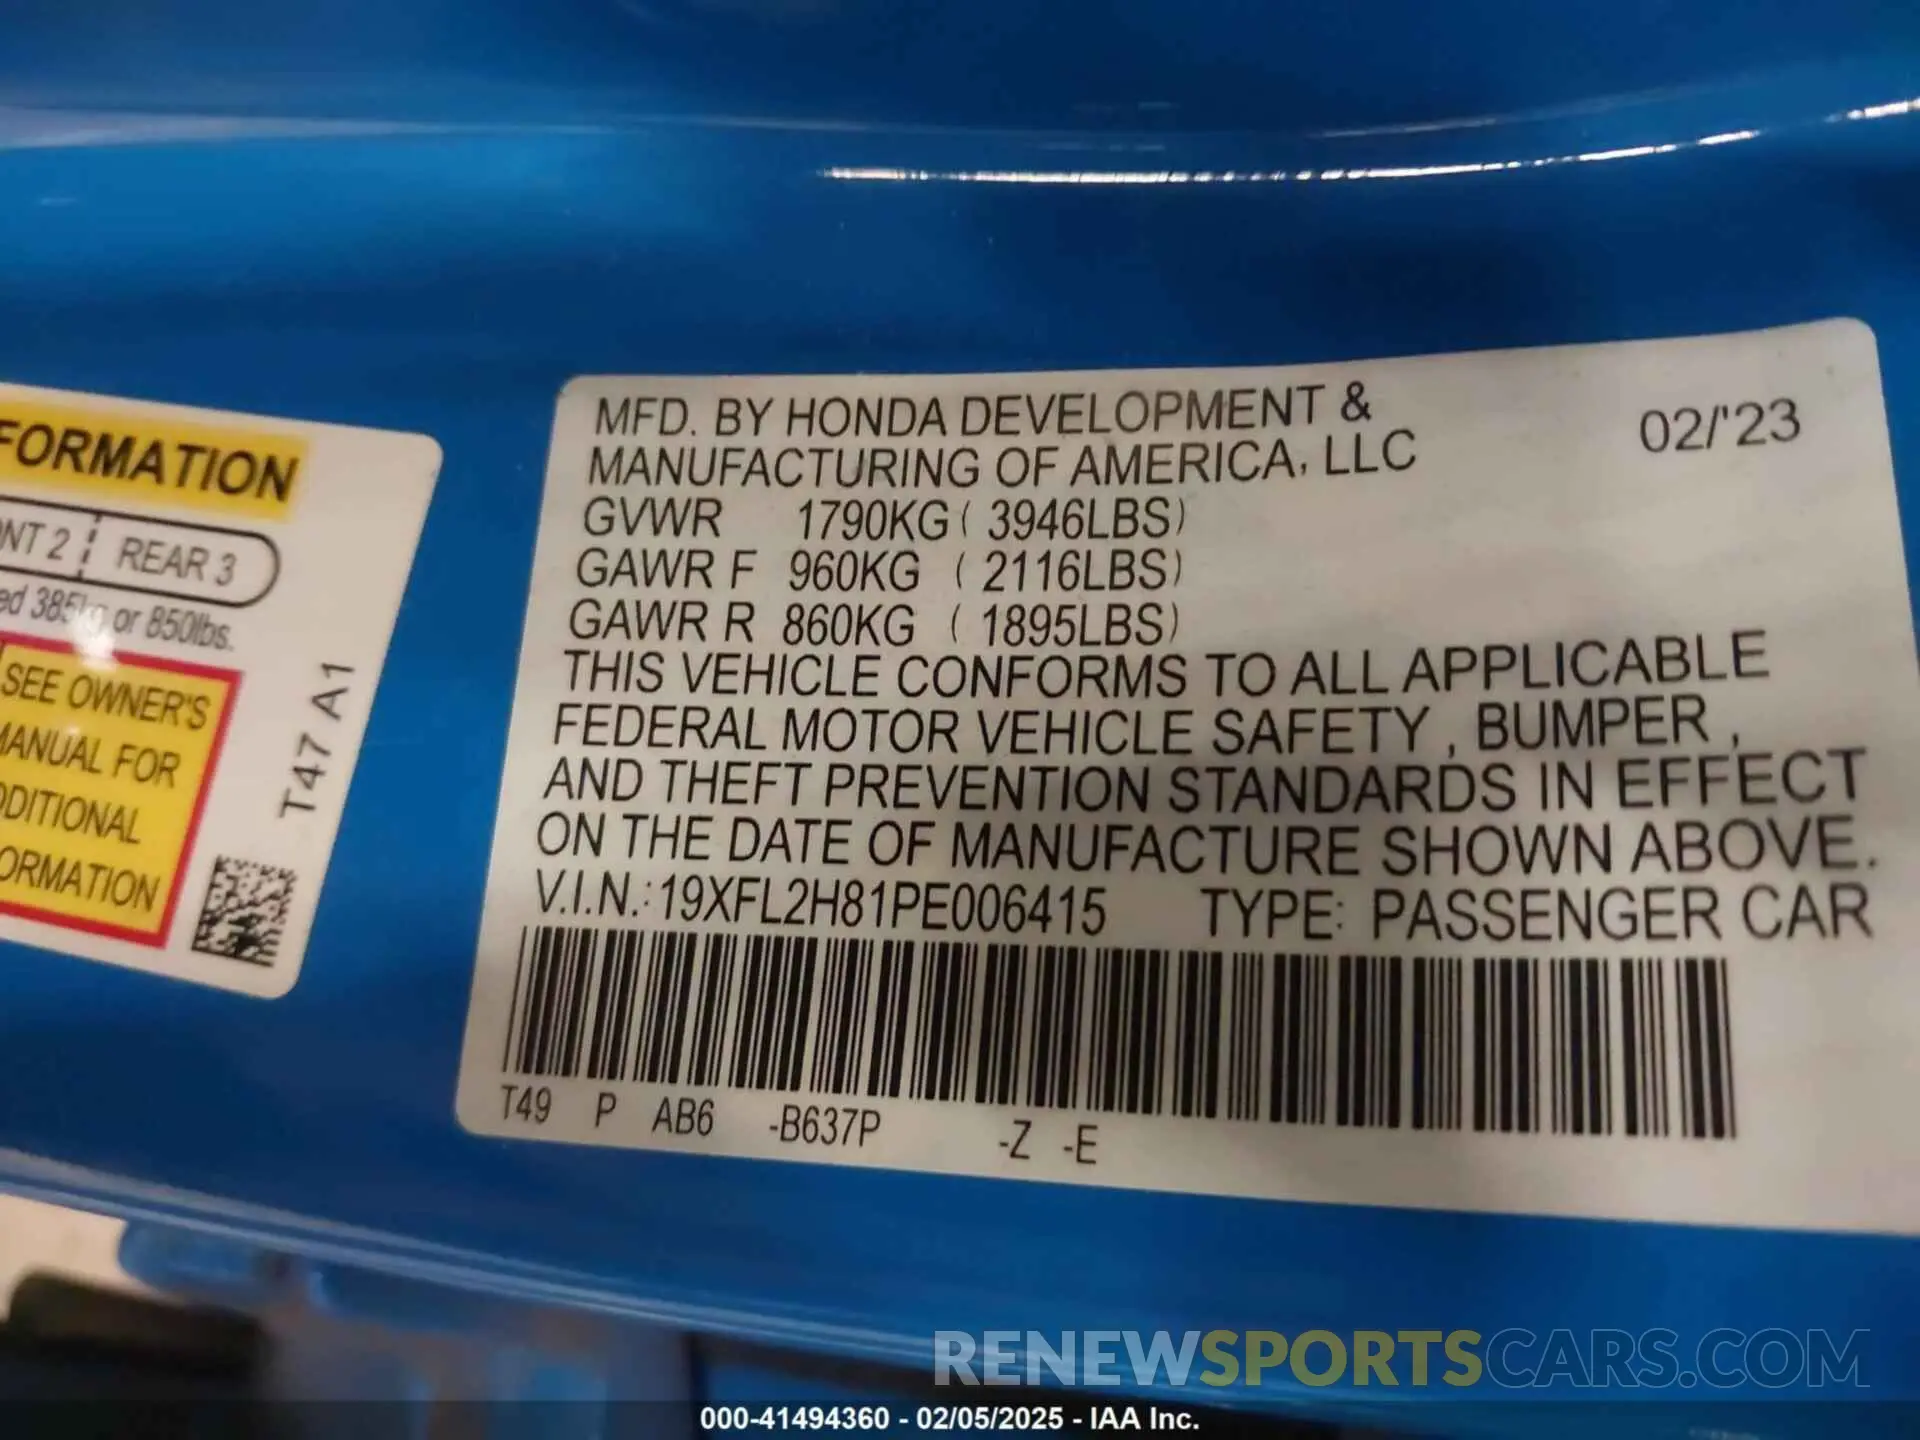 FORMATION
NT 2 REAR 3
ed 385kg or 850lbs.
SEE OWNER'S
MANUAL FOR
DDITIONAL
ORMATION
T47 A1
MFD. BY HONDA DEVELOPMENT &
MANUFACTURING OF AMERICA, LLC
02/'23
GVWR 1790KG ( 3946LBS)
GAWR F 960KG ( 2116LBS)
GAWR R 860KG ( 1895LBS)
THIS VEHICLE CONFORMS TO ALL APPLICABLE
FEDERAL MOTOR VEHICLE SAFETY , BUMPER ,
AND THEFT PREVENTION STANDARDS IN EFFECT
ON THE DATE OF MANUFACTURE SHOWN ABOVE.
V.I.N.: 19XFL2H81PE006415 TYPE: PASSENGER CAR
T49 P AB6 -B637P -Z -E
RENEWSPORTSCARS.COM
000-41494360 - 02/05/2025 - IAA Inc.